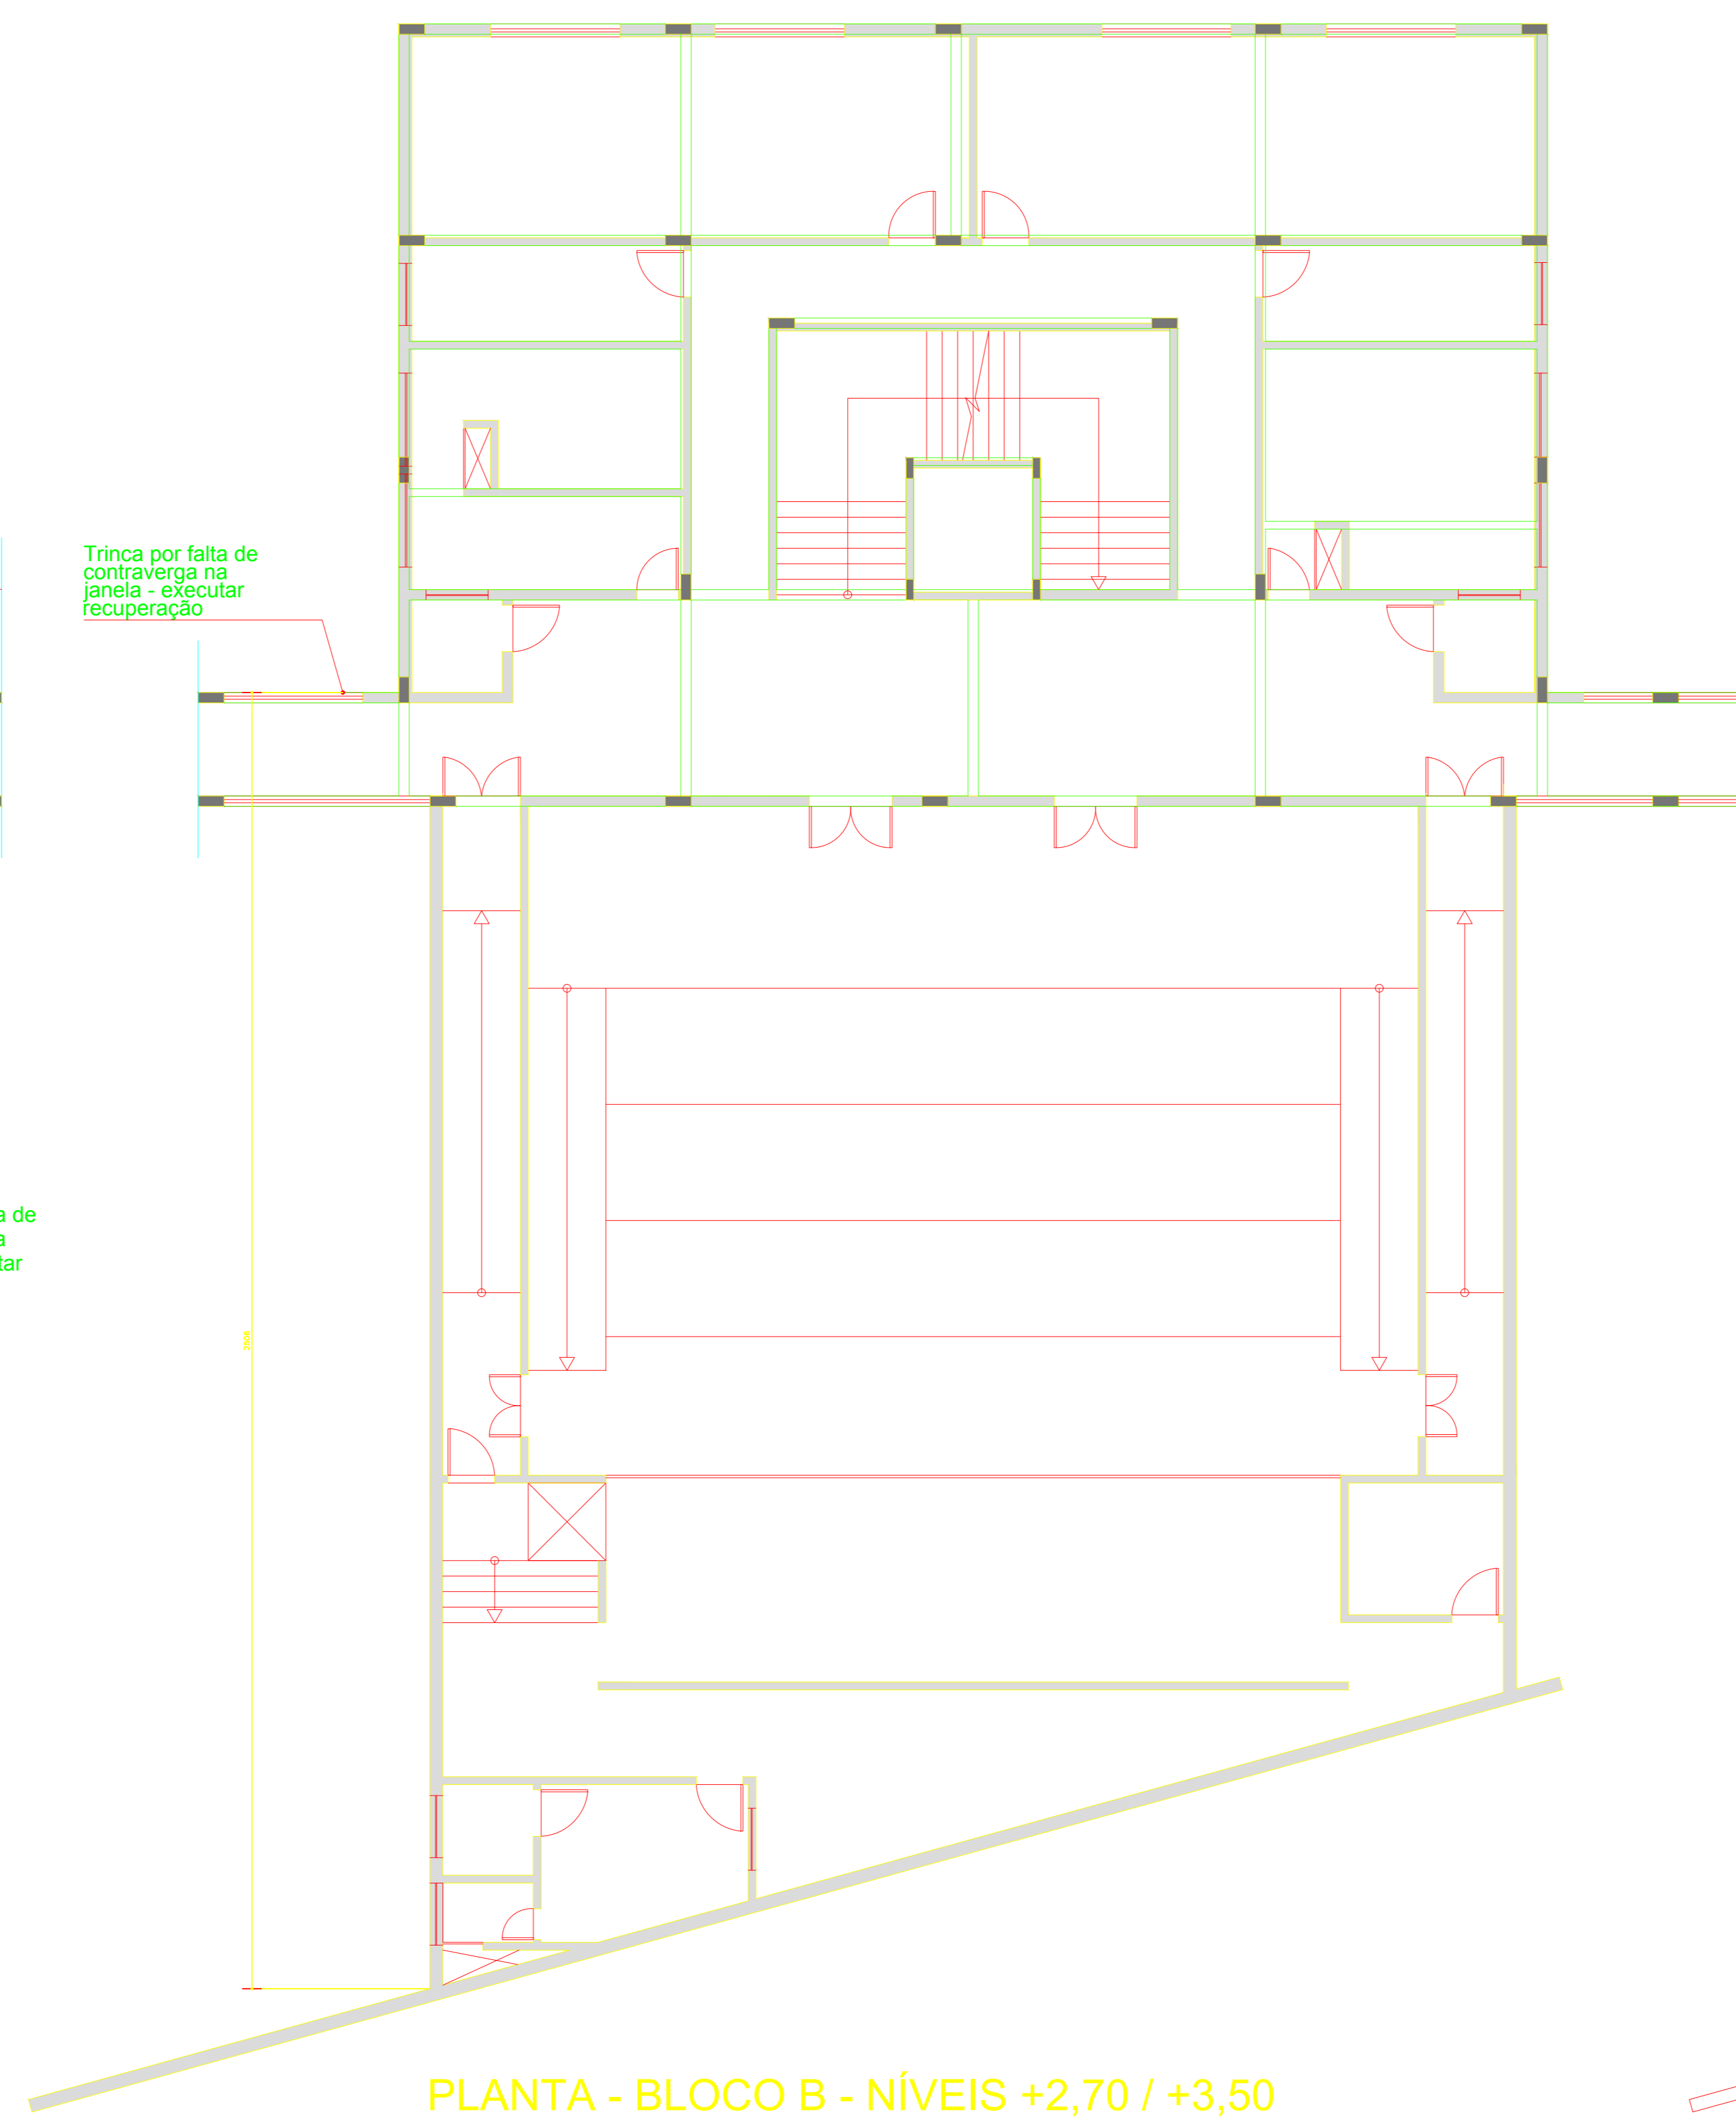 Trinca por falta de
contraverga na
janela - executar
recuperação
a de
a
tar
PLANTA - BLOCO B - NÍVEIS +2,70 / +3,50